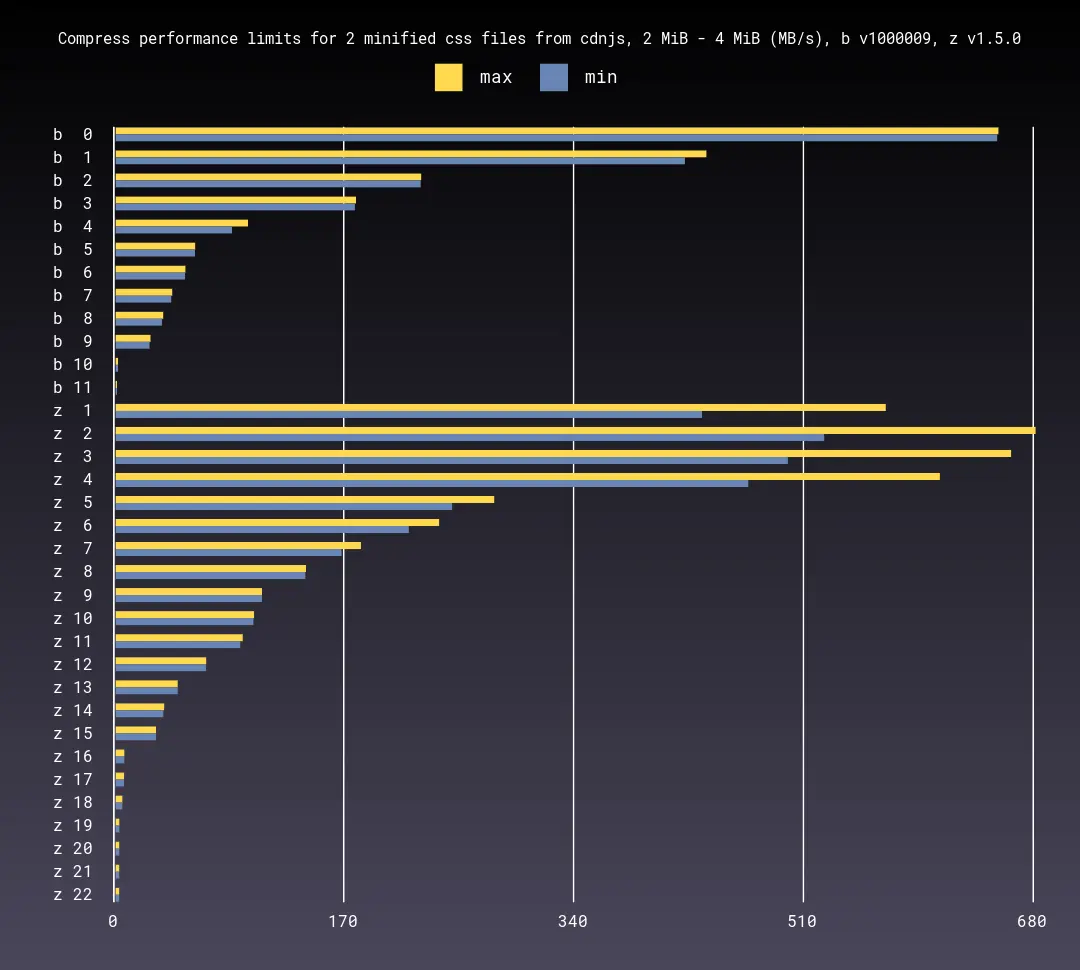 Compress performance limits for 2 minified css files from cdnjs, 2 MiB - 4 MiB (MB/s), b v1000009, z v1.5.0
max min
b 0
b 1
b 2
b 3
b 4
b 5
b 6
b 7
b 8
b 9
b 10
b 11
z 1
z 2
z 3
z 4
z 5
z 6
z 7
z 8
z 9
z 10
z 11
z 12
z 13
z 14
z 15
z 16
z 17
z 18
z 19
z 20
z 21
z 22
0 170 340 510 680